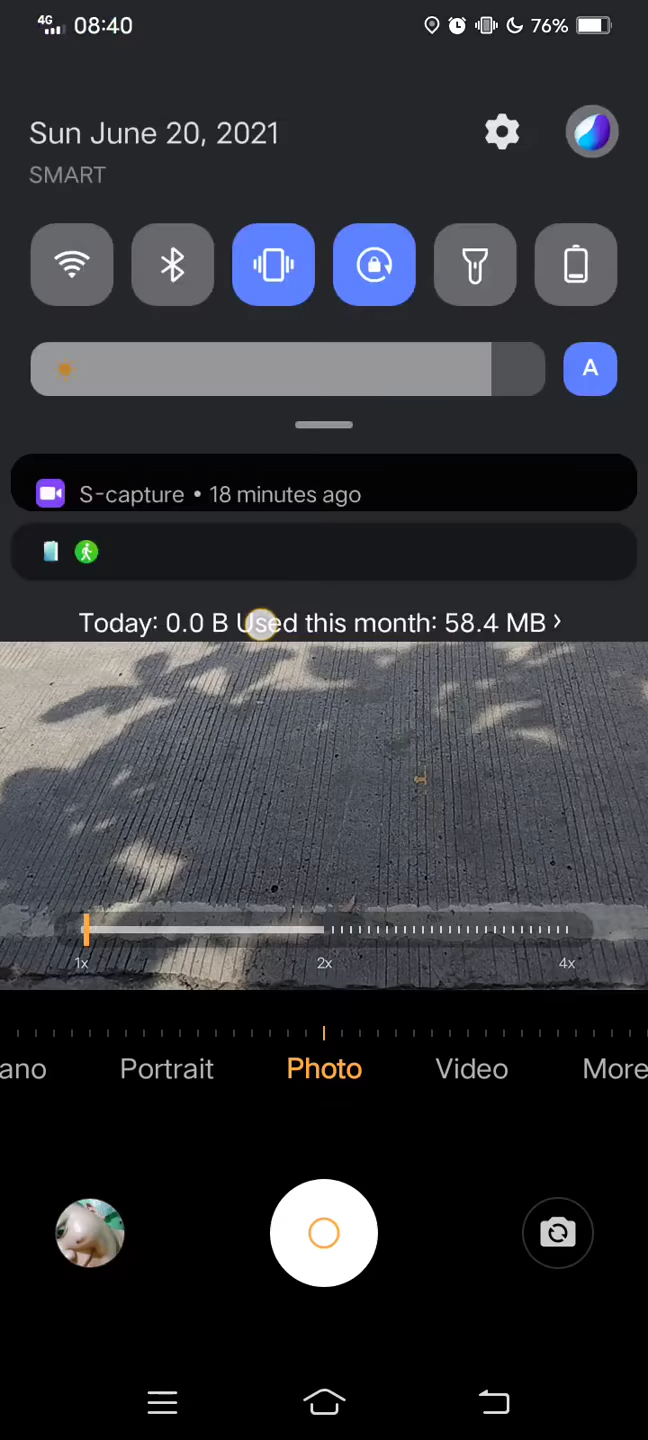 4G 08:40 76%
Sun June 20, 2021
SMART
A
S-capture • 18 minutes ago
Today: 0.0 B Used this month: 58.4 MB ›
1x 2x 4x
ano Portrait Photo Video More